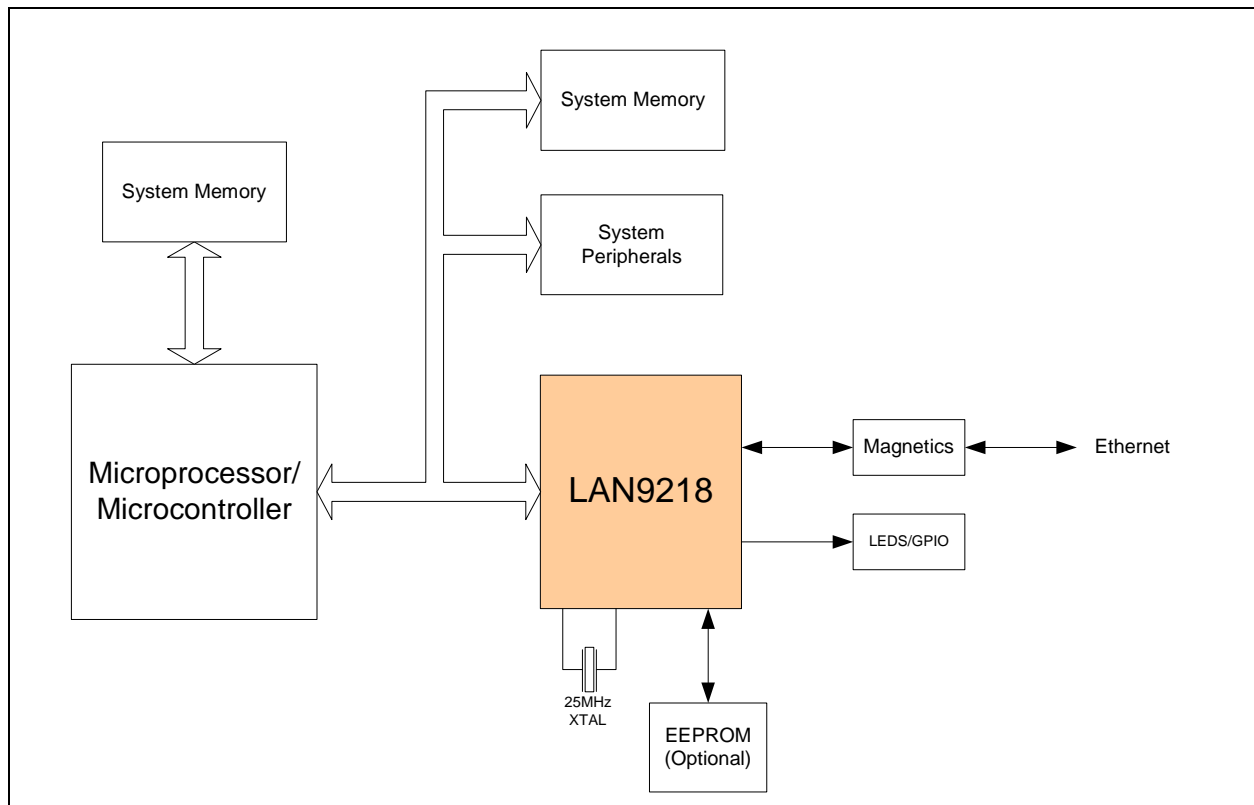 System Memory
System Memory
System
Peripherals
Microprocessor/
Microcontroller
LAN9218
Magnetics
Ethernet
LEDS/GPIO
25MHz
XTAL
EEPROM
(Optional)